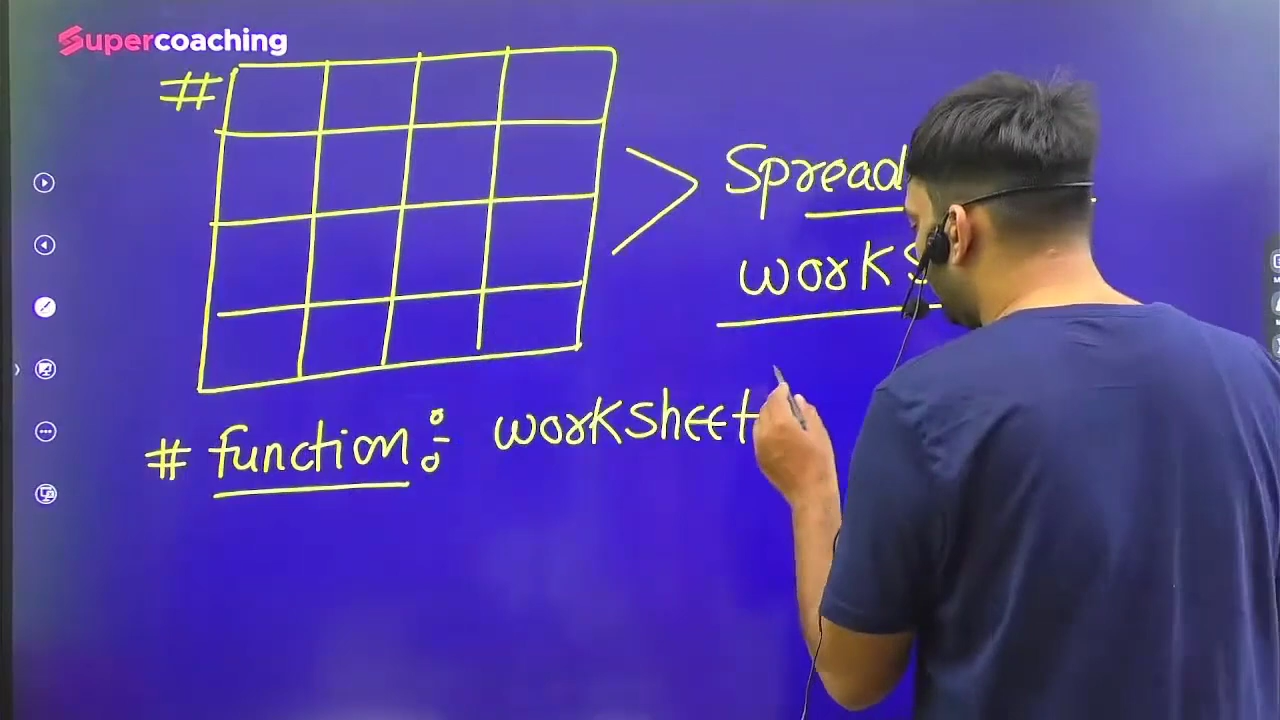 Supercoaching
#
Spread
works
# function :- worksheet